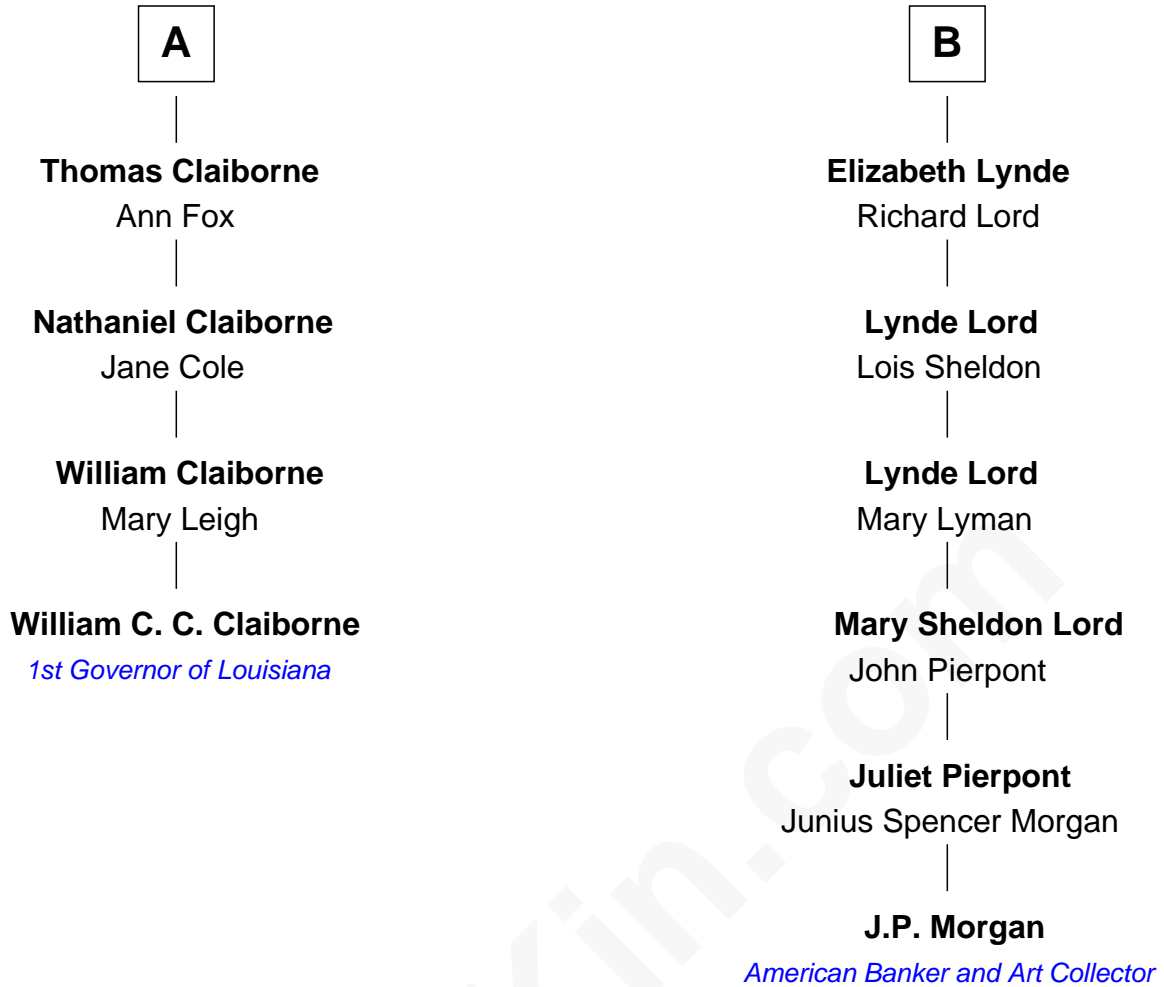 A
Thomas Claiborne
Ann Fox
Nathaniel Claiborne
Jane Cole
William Claiborne
Mary Leigh
William C. C. Claiborne
1st Governor of Louisiana
B
Elizabeth Lynde
Richard Lord
Lynde Lord
Lois Sheldon
Lynde Lord
Mary Lyman
Mary Sheldon Lord
John Pierpont
Juliet Pierpont
Junius Spencer Morgan
J.P. Morgan
American Banker and Art Collector
Kin.com